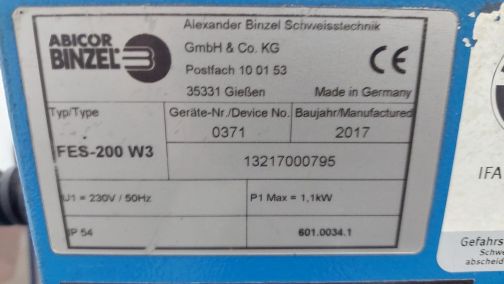 ABICOR
BINZEL
Alexander Binzel Schweisstechnik
GmbH & Co. KG
Postfach 10 01 53
35331 Gießen
Made in Germany
CE
Typ/Type
FES-200 W3
Geräte-Nr./Device No.
0371
Baujahr/Manufactured
2017
13217000795
U1 = 230V / 50Hz
P1 Max = 1,1kW
IP 54
601.0034.1
IFA
Gefahrs
Schwe
abscheid